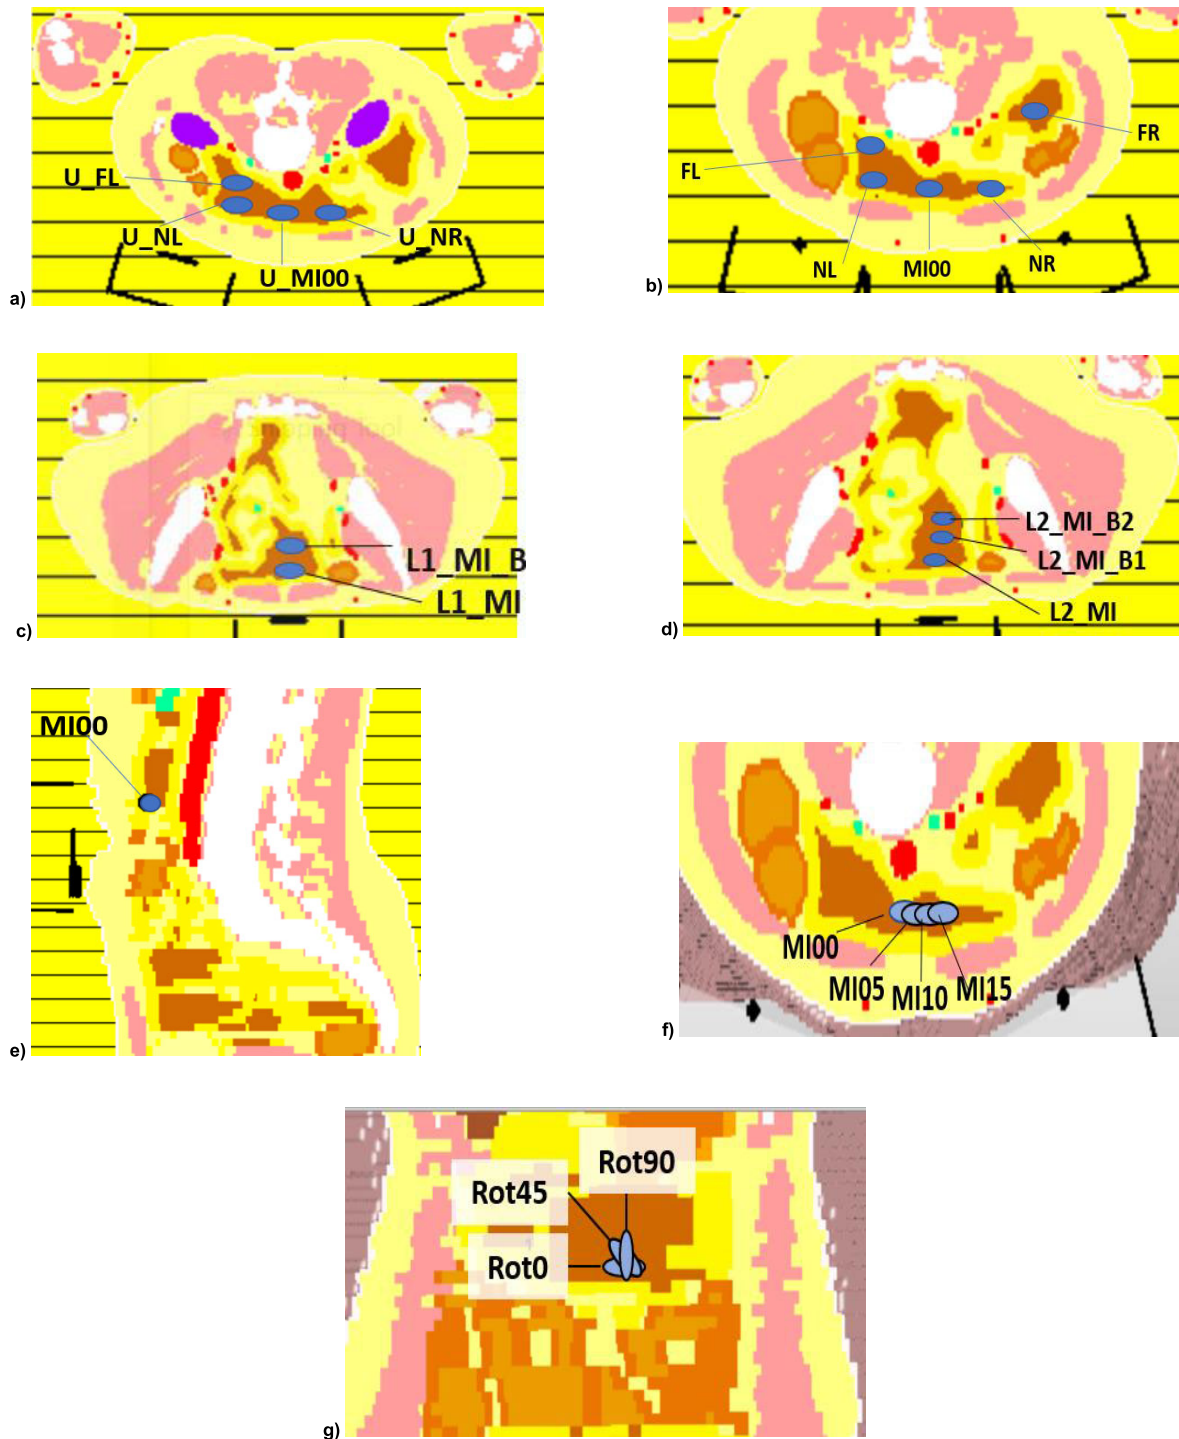 U_FL
U_NL
U_NR
U_MI00
a)
FR
FL
NL
MI00
NR
b)
L1_MI_B
L1_MI
c)
L2_MI_B2
L2_MI_B1
L2_MI
d)
MI00
e)
MI00
MI05
MI10
MI15
f)
Rot90
Rot45
Rot0
g)